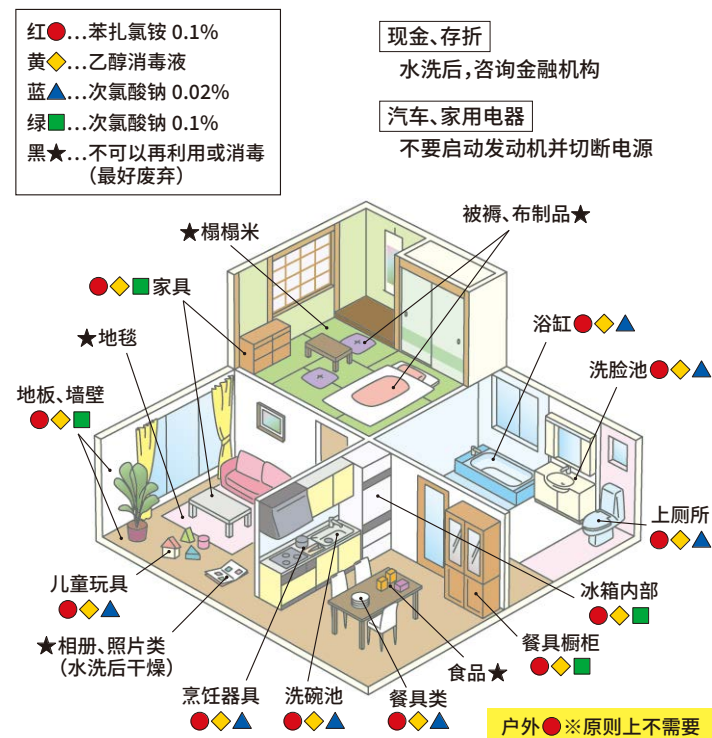 红●…苯扎氯铵 0.1%
黄◆…乙醇消毒液
蓝▲…次氯酸钠 0.02%
绿■…次氯酸钠 0.1%
黑★…不可以再利用或消毒
（最好废弃）
现金、存折
水洗后,咨询金融机构
汽车、家用电器
不要启动发动机并切断电源
★榻榻米
被褥、布制品★
●◆■家具
★地毯
地板、墙壁
●◆■
浴缸●◆▲
洗脸池●◆▲
上厕所
●◆▲
儿童玩具
●◆▲
★相册、照片类
（水洗后干燥）
冰箱内部
●◆■
餐具橱柜
●◆■
食品★
烹饪器具
●◆▲
洗碗池
●◆▲
餐具类
●◆▲
户外●※原则上不需要